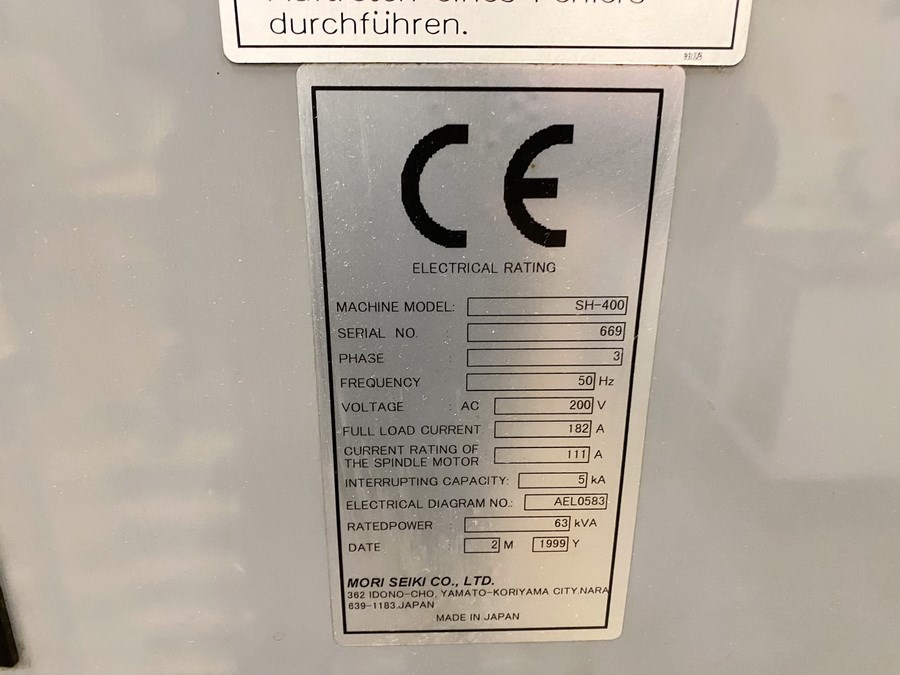 Auftreten eines Fehlers
durchführen.
CE
ELECTRICAL RATING
MACHINE MODEL: SH-400
SERIAL NO. : 669
PHASE : 3
FREQUENCY : 50 Hz
VOLTAGE : AC 200 V
FULL LOAD CURRENT 182 A
CURRENT RATING OF
THE SPINDLE MOTOR 111 A
INTERRUPTING CAPACITY: 5 kA
ELECTRICAL DIAGRAM NO.: AEL0583
RATEDPOWER : 63 kVA
DATE : 2 M 1999 Y
MORI SEIKI CO., LTD.
362 IDONO-CHO, YAMATO-KORIYAMA CITY.NARA
639-1183.JAPAN
MADE IN JAPAN